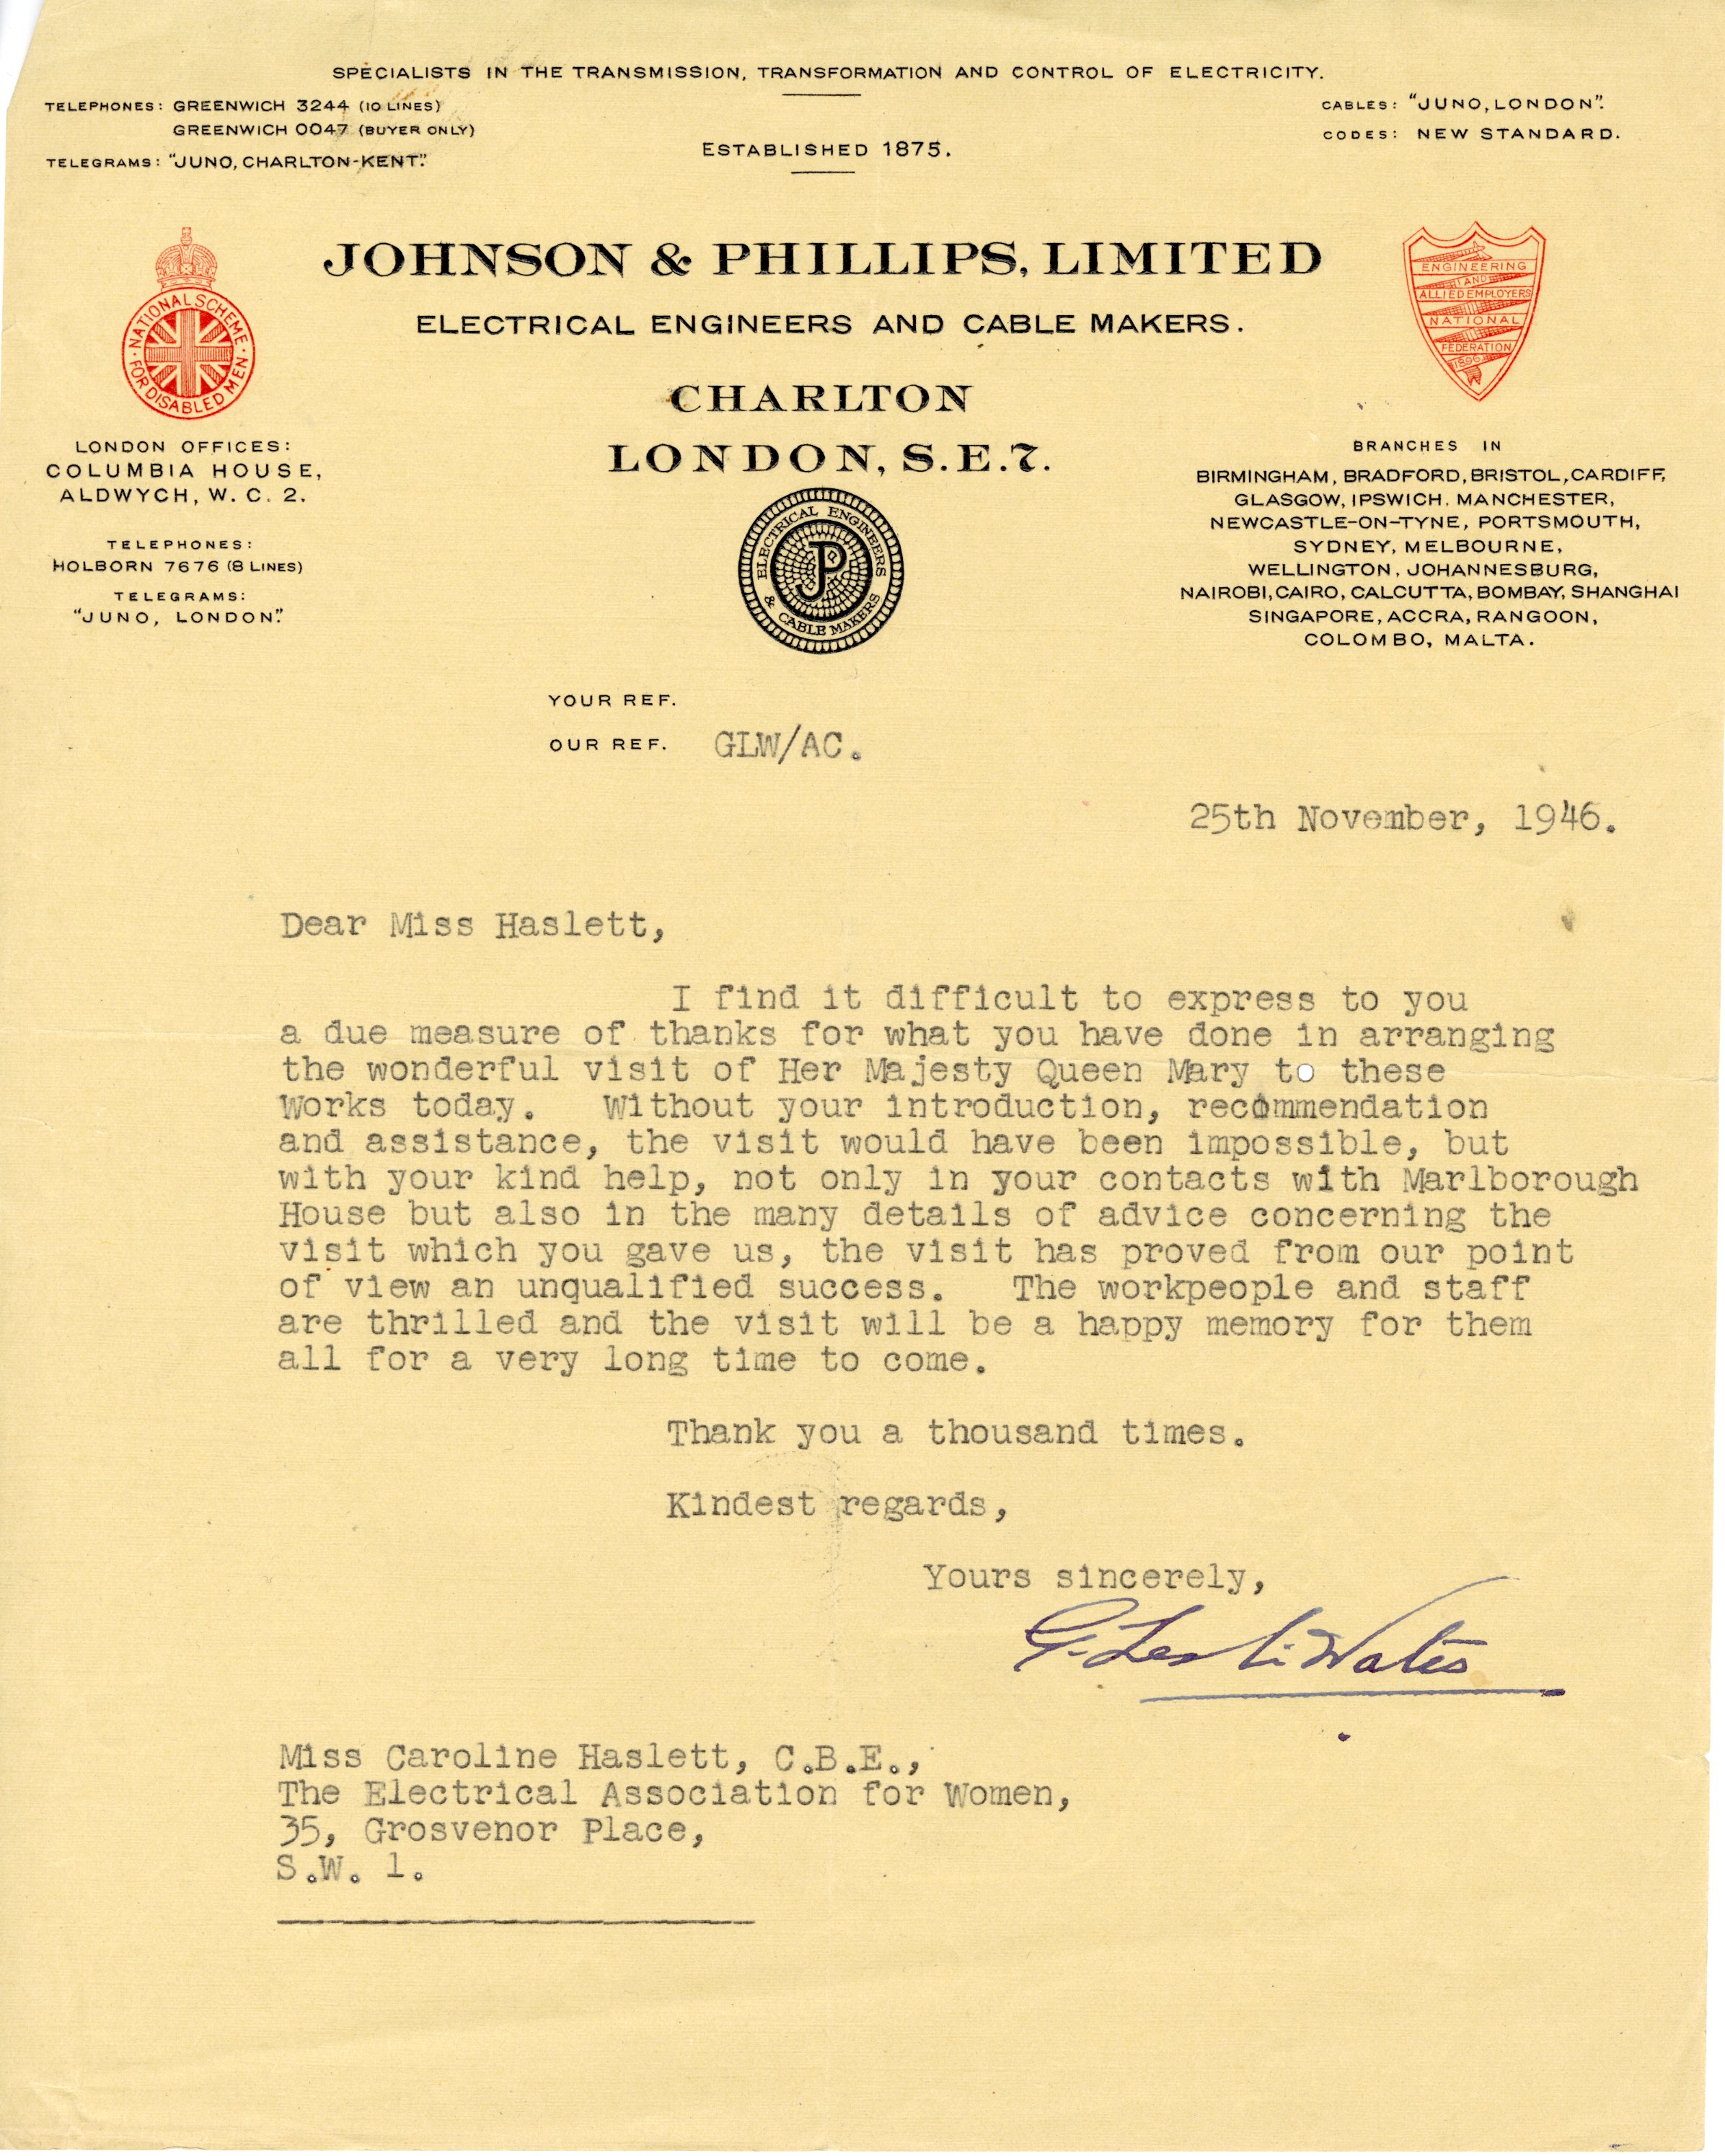 SPECIALISTS IN THE TRANSMISSION, TRANSFORMATION AND CONTROL OF ELECTRICITY.
TELEPHONES: GREENWICH 3244 (10 LINES)
GREENWICH 0047 (BUYER ONLY)
TELEGRAMS: "JUNO, CHARLTON-KENT."
ESTABLISHED 1875.
CABLES: "JUNO, LONDON".
CODES: NEW STANDARD.
JOHNSON & PHILLIPS, LIMITED
ELECTRICAL ENGINEERS AND CABLE MAKERS.
CHARLTON
LONDON, S.E.7.
NATIONAL SCHEME
· FOR DISABLED MEN ·
ENGINEERING
AND
ALLIED EMPLOYERS
NATIONAL
FEDERATION
1896
LONDON OFFICES:
COLUMBIA HOUSE,
ALDWYCH, W. C. 2.
TELEPHONES:
HOLBORN 7676 (8 LINES)
TELEGRAMS:
"JUNO, LONDON."
ELECTRICAL ENGINEERS
& CABLE MAKERS
JP
BRANCHES IN
BIRMINGHAM, BRADFORD, BRISTOL, CARDIFF,
GLASGOW, IPSWICH. MANCHESTER,
NEWCASTLE-ON-TYNE, PORTSMOUTH,
SYDNEY, MELBOURNE,
WELLINGTON, JOHANNESBURG,
NAIROBI, CAIRO, CALCUTTA, BOMBAY, SHANGHAI
SINGAPORE, ACCRA, RANGOON,
COLOMBO, MALTA.
YOUR REF.
OUR REF. GLW/AC.
25th November, 1946.
Dear Miss Haslett,
I find it difficult to express to you
a due measure of thanks for what you have done in arranging
the wonderful visit of Her Majesty Queen Mary to these
Works today. Without your introduction, recommendation
and assistance, the visit would have been impossible, but
with your kind help, not only in your contacts with Marlborough
House but also in the many details of advice concerning the
visit which you gave us, the visit has proved from our point
of view an unqualified success. The workpeople and staff
are thrilled and the visit will be a happy memory for them
all for a very long time to come.
Thank you a thousand times.
Kindest regards,
Yours sincerely,
G. Leslie Wates
Miss Caroline Haslett, C.B.E.,
The Electrical Association for Women,
35, Grosvenor Place,
S.W. 1.